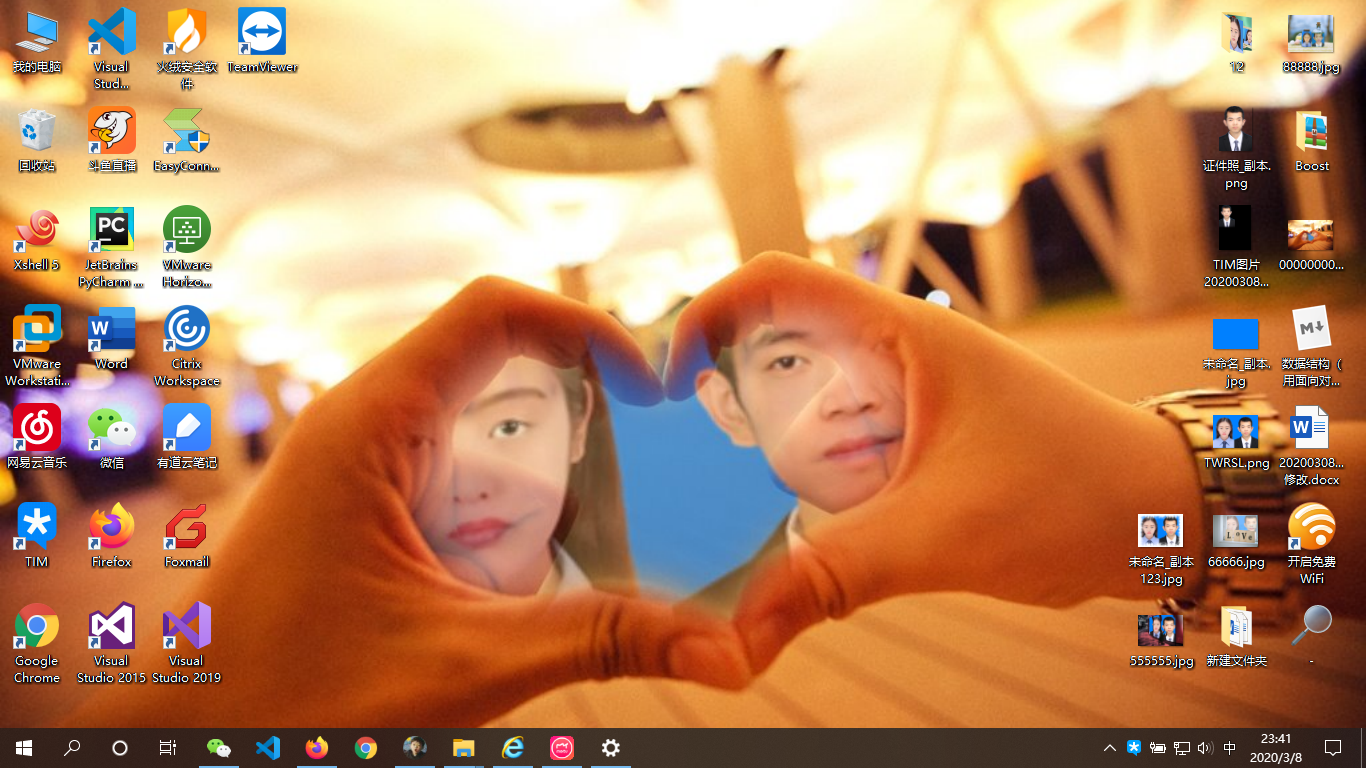 我的电脑
Visual
Stud...
火绒安全软
件
TeamViewer
回收站
斗鱼直播
EasyConn...
Xshell 5
PC
JetBrains
PyCharm ...
VMware
Horizo...
VMware
Workstati...
W
Word
Citrix
Workspace
网易云音乐
微信
有道云笔记
TIM
Firefox
Foxmail
Google
Chrome
Visual
Studio 2015
Visual
Studio 2019
12
88888.jpg
证件照_副本.
png
Boost
TIM图片
20200308...
00000000...
未命名_副本.
jpg
M
数据结构（
用面向对...
TWRSL.png
W
20200308...
修改.docx
未命名_副本
123.jpg
Love
66666.jpg
开启免费
WiFi
555555.jpg
新建文件夹
-
中
23:41
2020/3/8